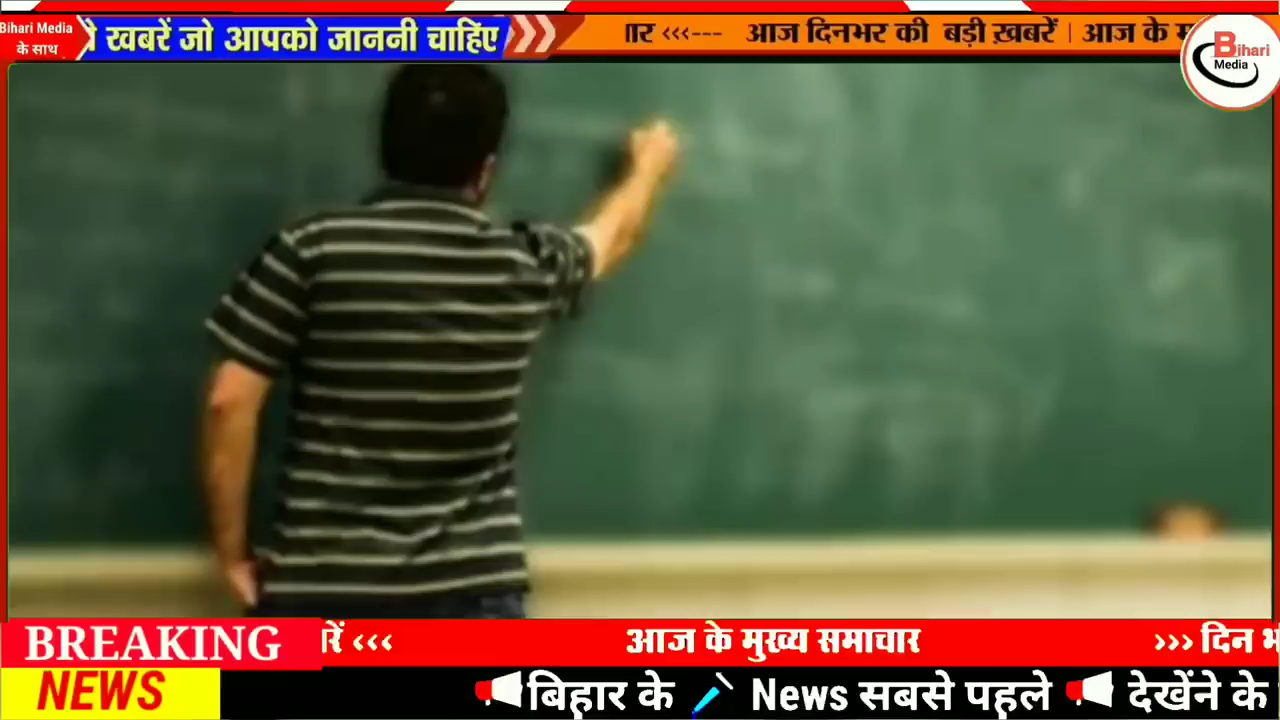 Bihari Media
के साथ
खबरें जो आपको जाननी चाहिएं
<<<--- आज दिनभर की बड़ी ख़बरें | आज के
Bihari
Media
BREAKING
NEWS
<<< आज के मुख्य समाचार >>> दिन
बिहार के News सबसे पहले देखेंने के